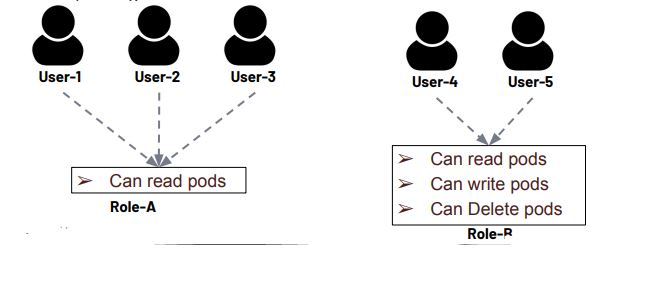 User-1 User-2 User-3
User-4 User-5
➢ Can read pods
Role-A
➢ Can read pods
➢ Can write pods
➢ Can Delete pods
Role-B